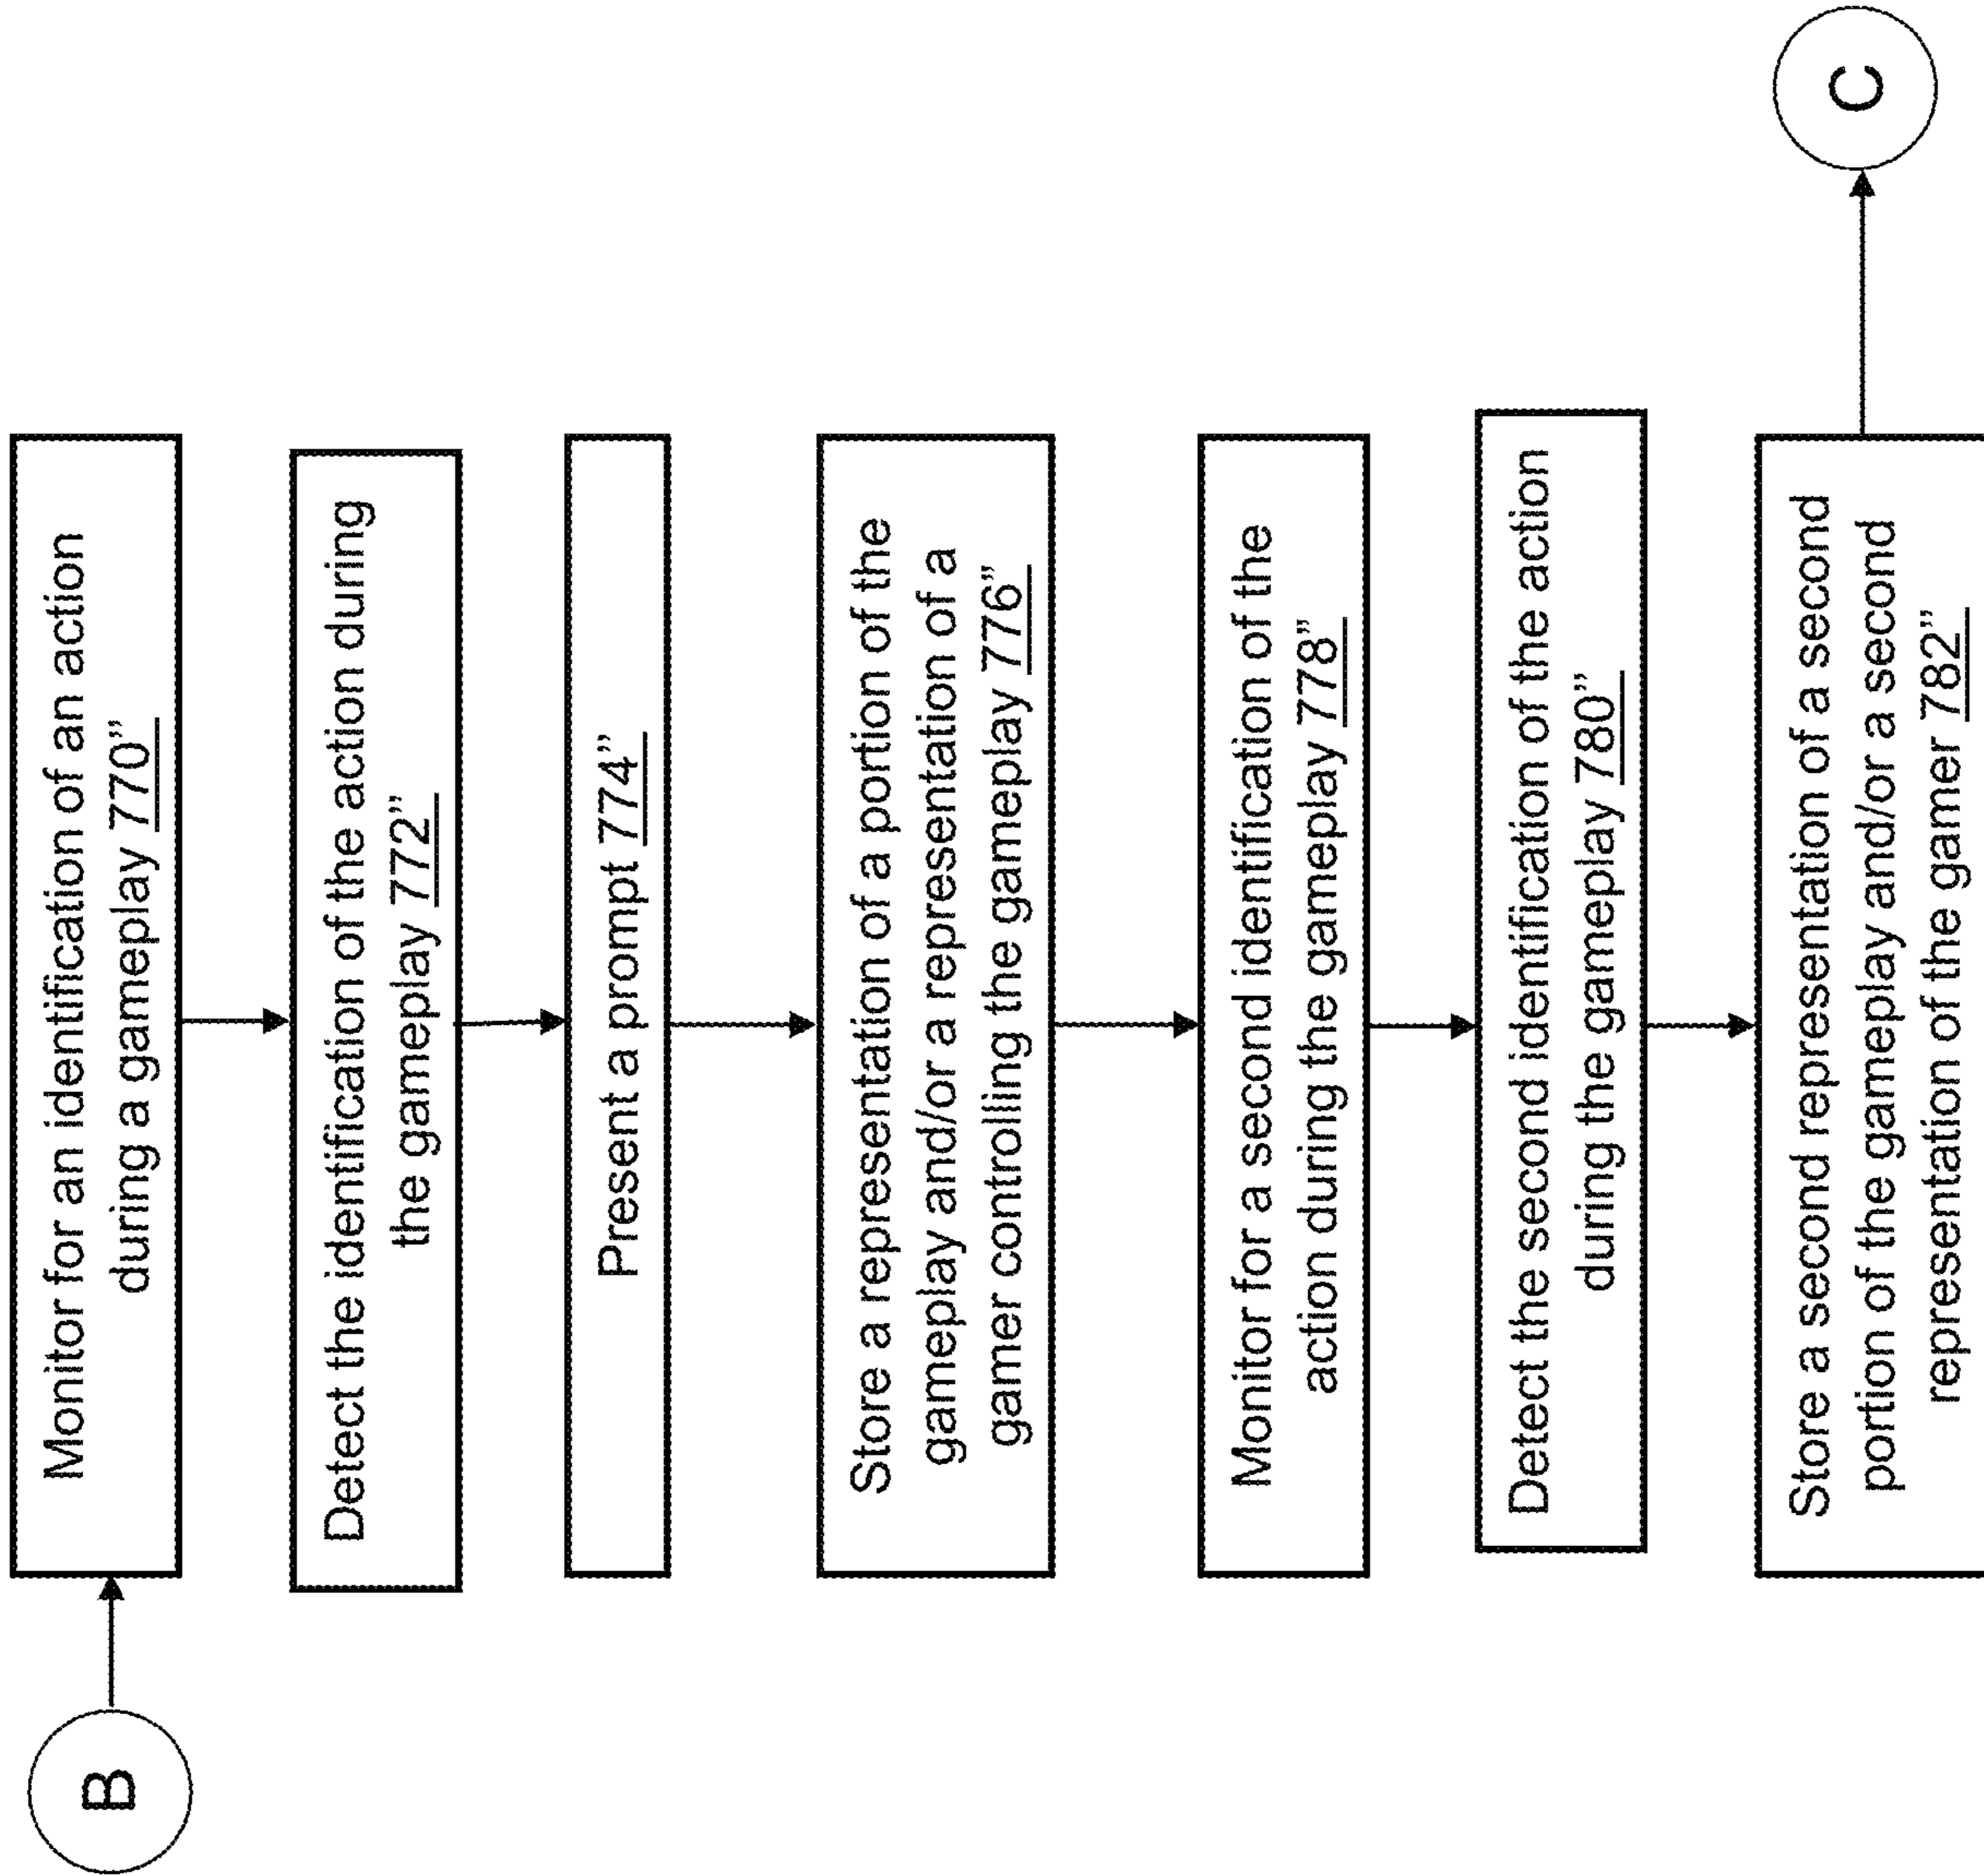 B
Monitor for an identification of an action
during a gameplay 770”
Detect the identification of the action during
the gameplay 772”
Present a prompt 774”
Store a representation of a portion of the
gameplay and/or a representation of a
gamer controlling the gameplay 776”
Monitor for a second identification of the
action during the gameplay 778”
Detect the second identification of the action
during the gameplay 780”
Store a second representation of a second
portion of the gameplay and/or a second
representation of the gamer 782”
C